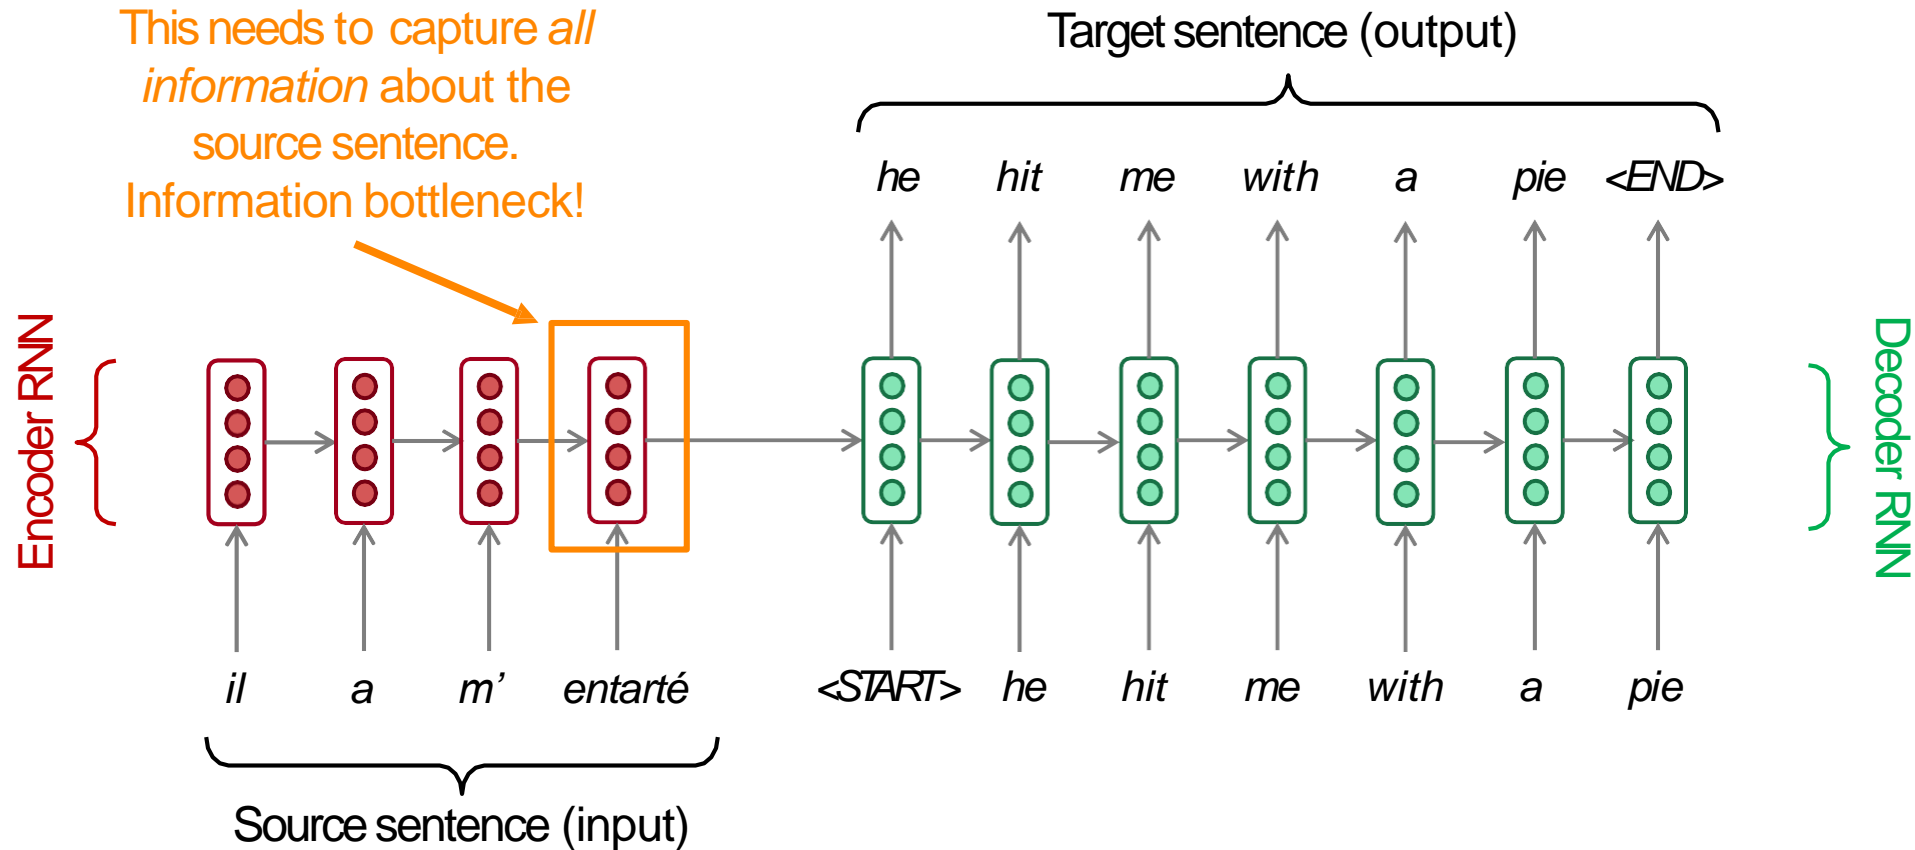 This needs to capture all
information about the
source sentence.
Information bottleneck!
Target sentence (output)
he hit me with a pie <END>
Encoder RNN
Decoder RNN
il a m’ entarté
<START> he hit me with a pie
Source sentence (input)